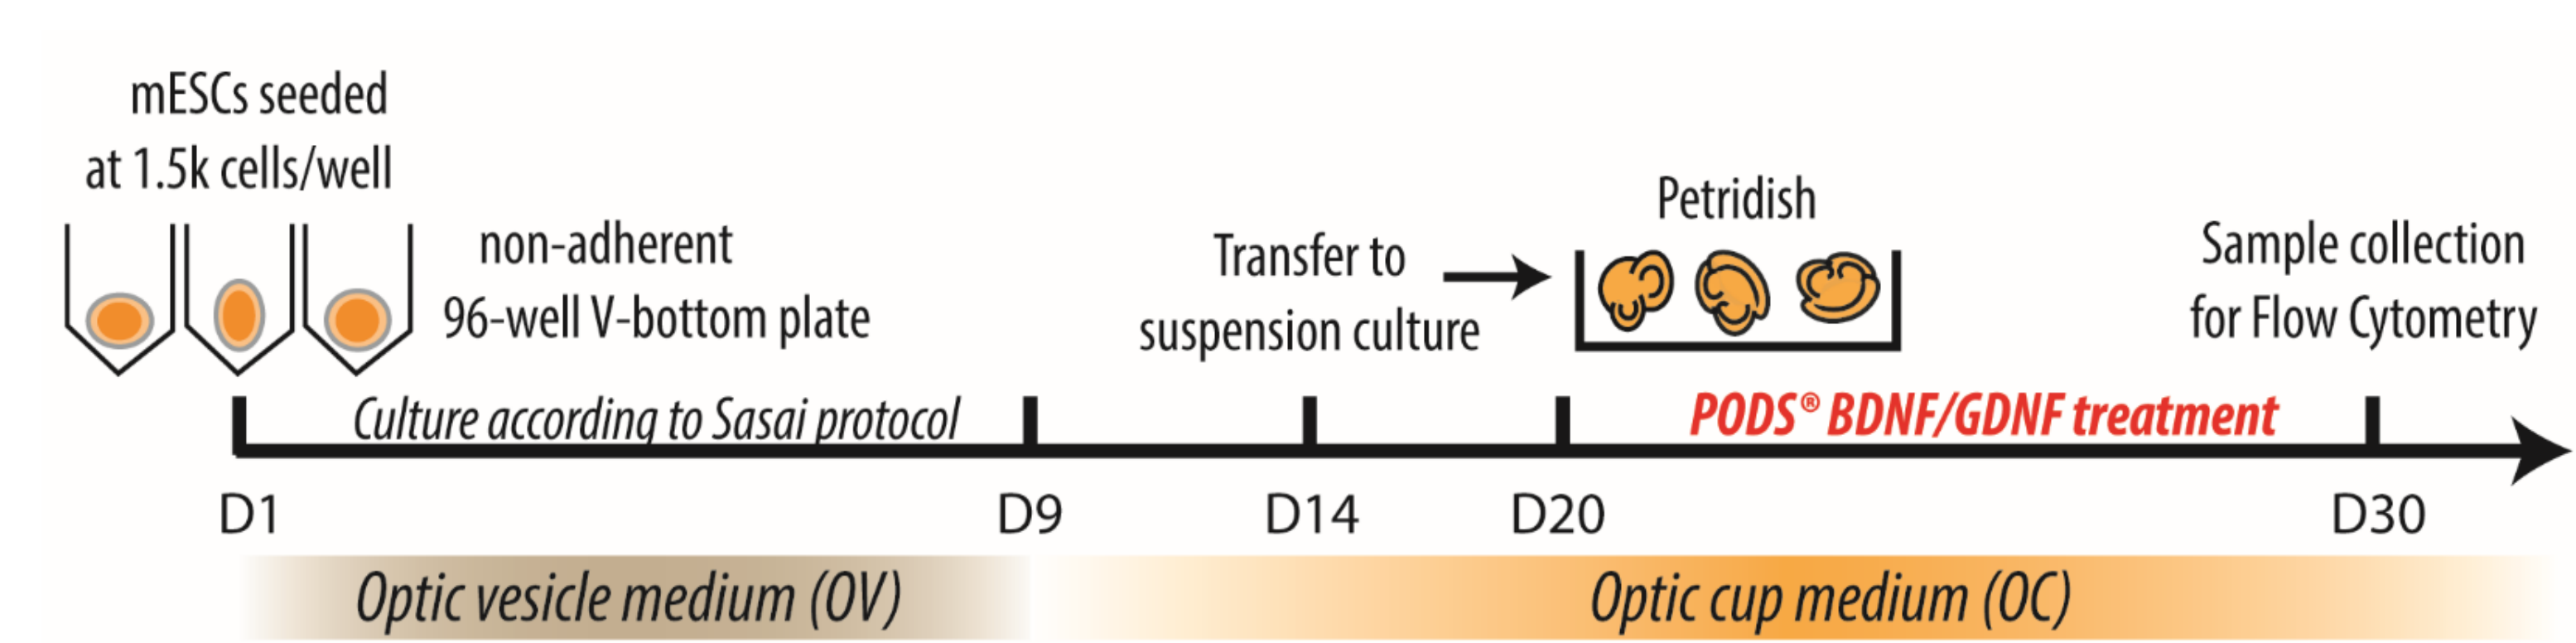 mESCs seeded
at 1.5k cells/well
non-adherent
96-well V-bottom plate
Transfer to
suspension culture
Petridish
Sample collection
for Flow Cytometry
Culture according to Sasai protocol
PODS® BDNF/GDNF treatment
D1
D9
D14
D20
D30
Optic vesicle medium (OV)
Optic cup medium (OC)